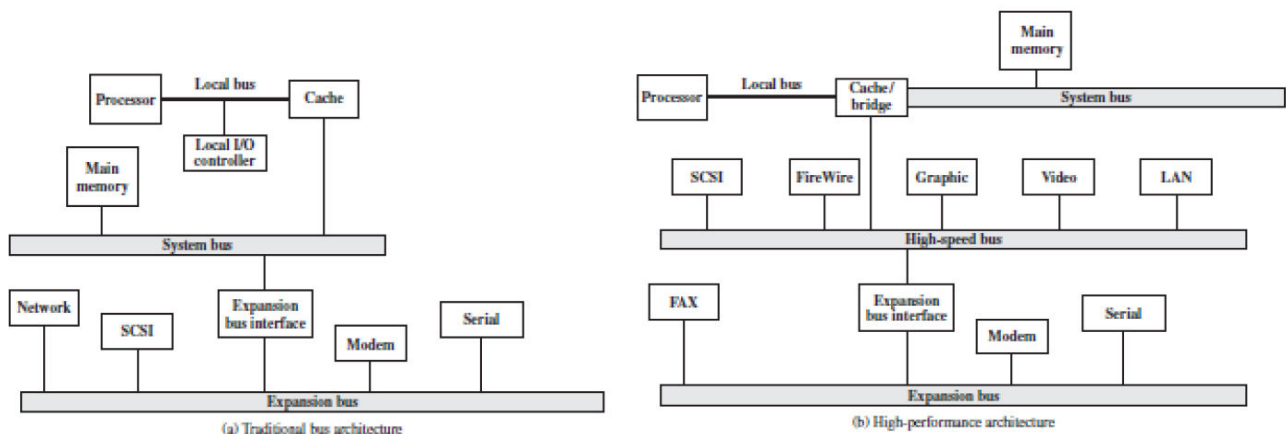 Local bus
Processor
Cache
Local I/O
controller
Main
memory
System bus
Network
SCSI
Expansion
bus interface
Modem
Serial
Expansion bus
(a) Traditional bus architecture
Main
memory
Local bus
Processor
Cache/
bridge
System bus
SCSI
FireWire
Graphic
Video
LAN
High-speed bus
FAX
Expansion
bus interface
Modem
Serial
Expansion bus
(b) High-performance architecture